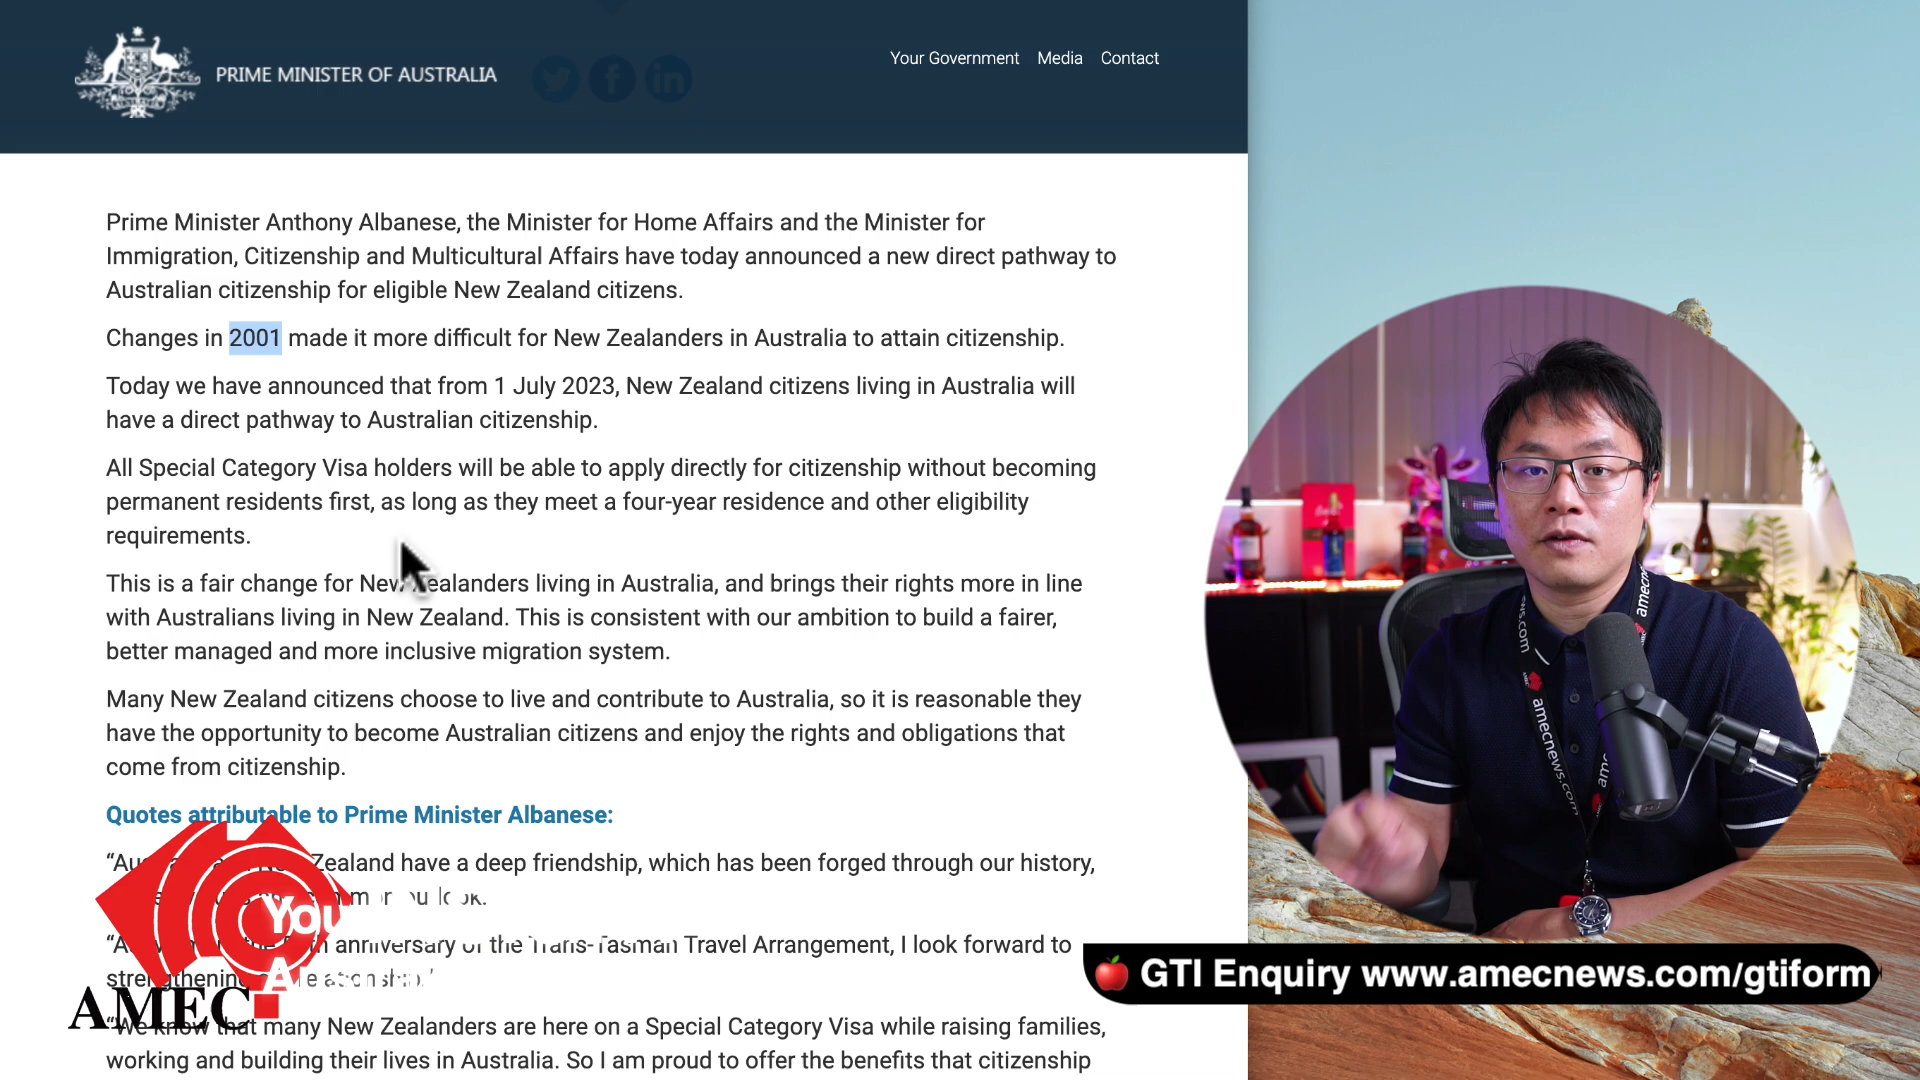 PRIME MINISTER OF AUSTRALIA
Your Government Media Contact
Prime Minister Anthony Albanese, the Minister for Home Affairs and the Minister for
Immigration, Citizenship and Multicultural Affairs have today announced a new direct pathway to
Australian citizenship for eligible New Zealand citizens.
Changes in 2001 made it more difficult for New Zealanders in Australia to attain citizenship.
Today we have announced that from 1 July 2023, New Zealand citizens living in Australia will
have a direct pathway to Australian citizenship.
All Special Category Visa holders will be able to apply directly for citizenship without becoming
permanent residents first, as long as they meet a four-year residence and other eligibility
requirements.
This is a fair change for New Zealanders living in Australia, and brings their rights more in line
with Australians living in New Zealand. This is consistent with our ambition to build a fairer,
better managed and more inclusive migration system.
Many New Zealand citizens choose to live and contribute to Australia, so it is reasonable they
have the opportunity to become Australian citizens and enjoy the rights and obligations that
come from citizenship.
Quotes attributable to Prime Minister Albanese:
Zealand have a deep friendship, which has been forged through our history,
look.
anniversary of the Trans-Tasman Travel Arrangement, I look forward to
strengthening
“We know that many New Zealanders are here on a Special Category Visa while raising families,
working and building their lives in Australia. So I am proud to offer the benefits that citizenship
AMEC
amecnews.com
GTI Enquiry www.amecnews.com/gtiform